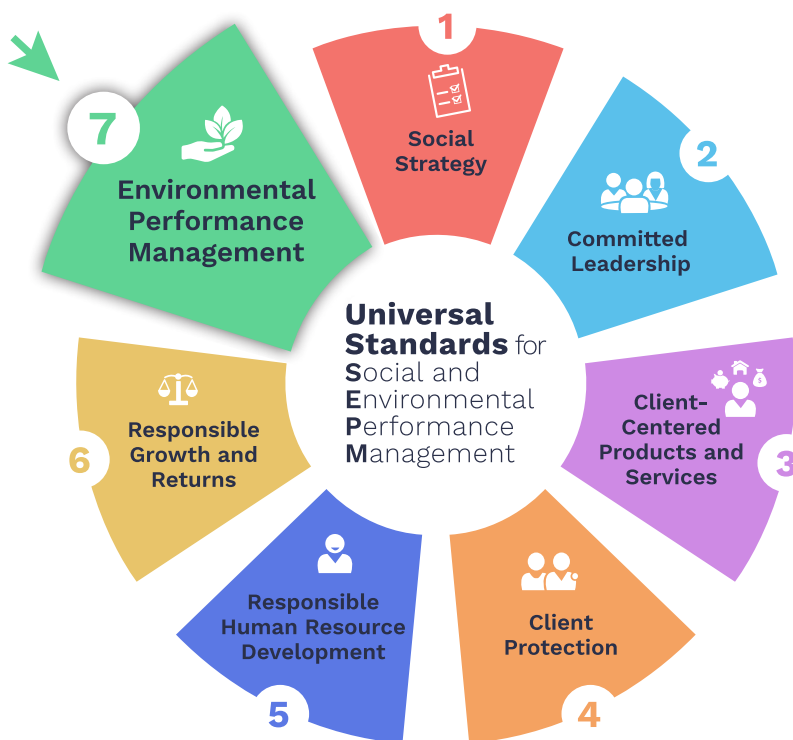 1
Social
Strategy
2
Committed
Leadership
3
Client-
Centered
Products and
Services
4
Client
Protection
5
Responsible
Human Resource
Development
6
Responsible
Growth and
Returns
7
Environmental
Performance
Management
Universal
Standards for
Social and
Environmental
Performance
Management
$